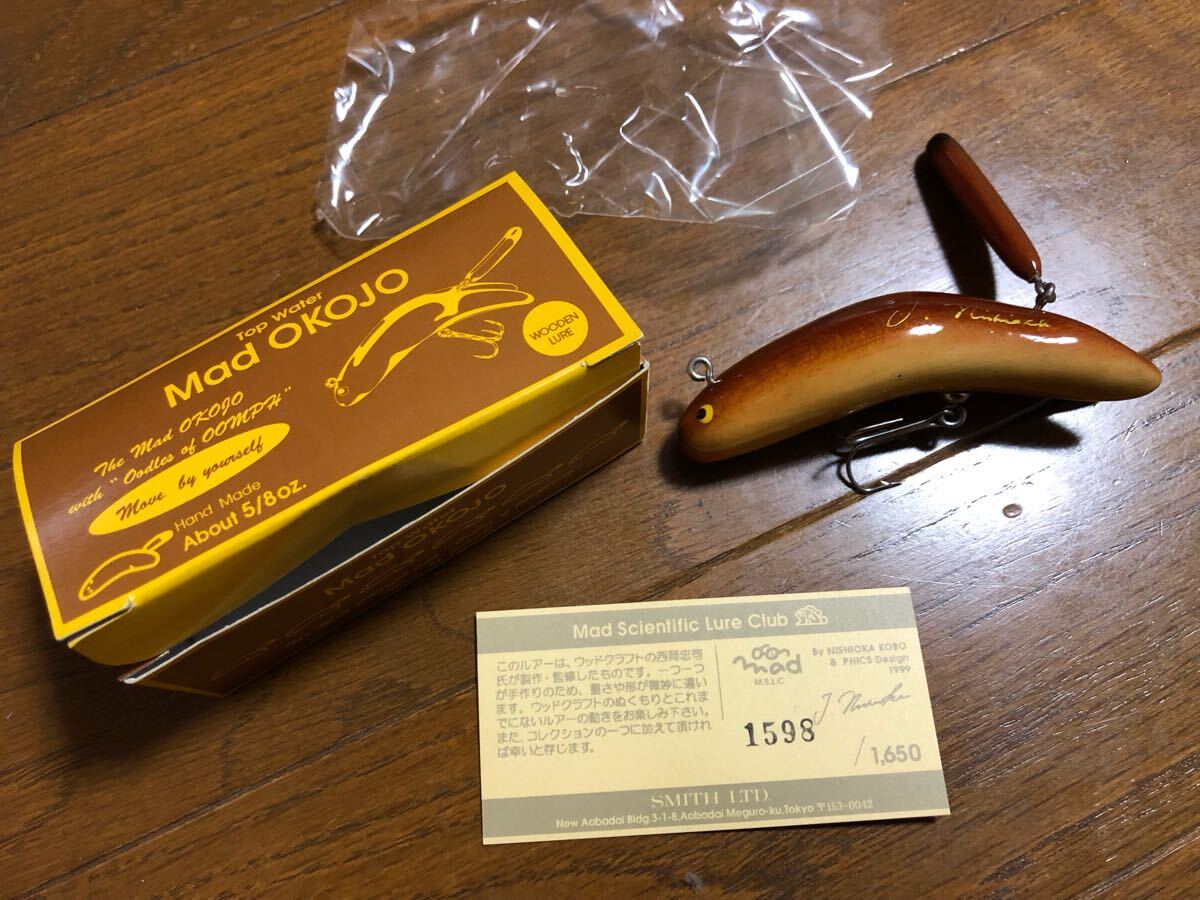 Top Water
Mad OKOJO
WOODEN
LURE
The Mad OKOJO
with "Oodles of OOMPH"
Move by yourself
Hand Made
About 5/8oz.
Mad OKOJO
J. Nishioka
Mad Scientific Lure Club
このルアーは、ウッドクラフトの西岡忠司
氏が製作・監修したものです。一つ一つ
が手作りのため、重さや形が微妙に違い
ます。ウッドクラフトのぬくもりとこれま
でにないルアーの動きをお楽しみ下さい。
また、コレクションの一つに加えて頂けれ
ば幸いと存じます。
mad
M.S.L.C
By NISHIOKA KOBO
& PHICS Design
1999
1598
/1,650
SMITH LTD.
New Aobadai Bldg.3-1-8,Aobadai Meguro-ku,Tokyo 〒153-0042